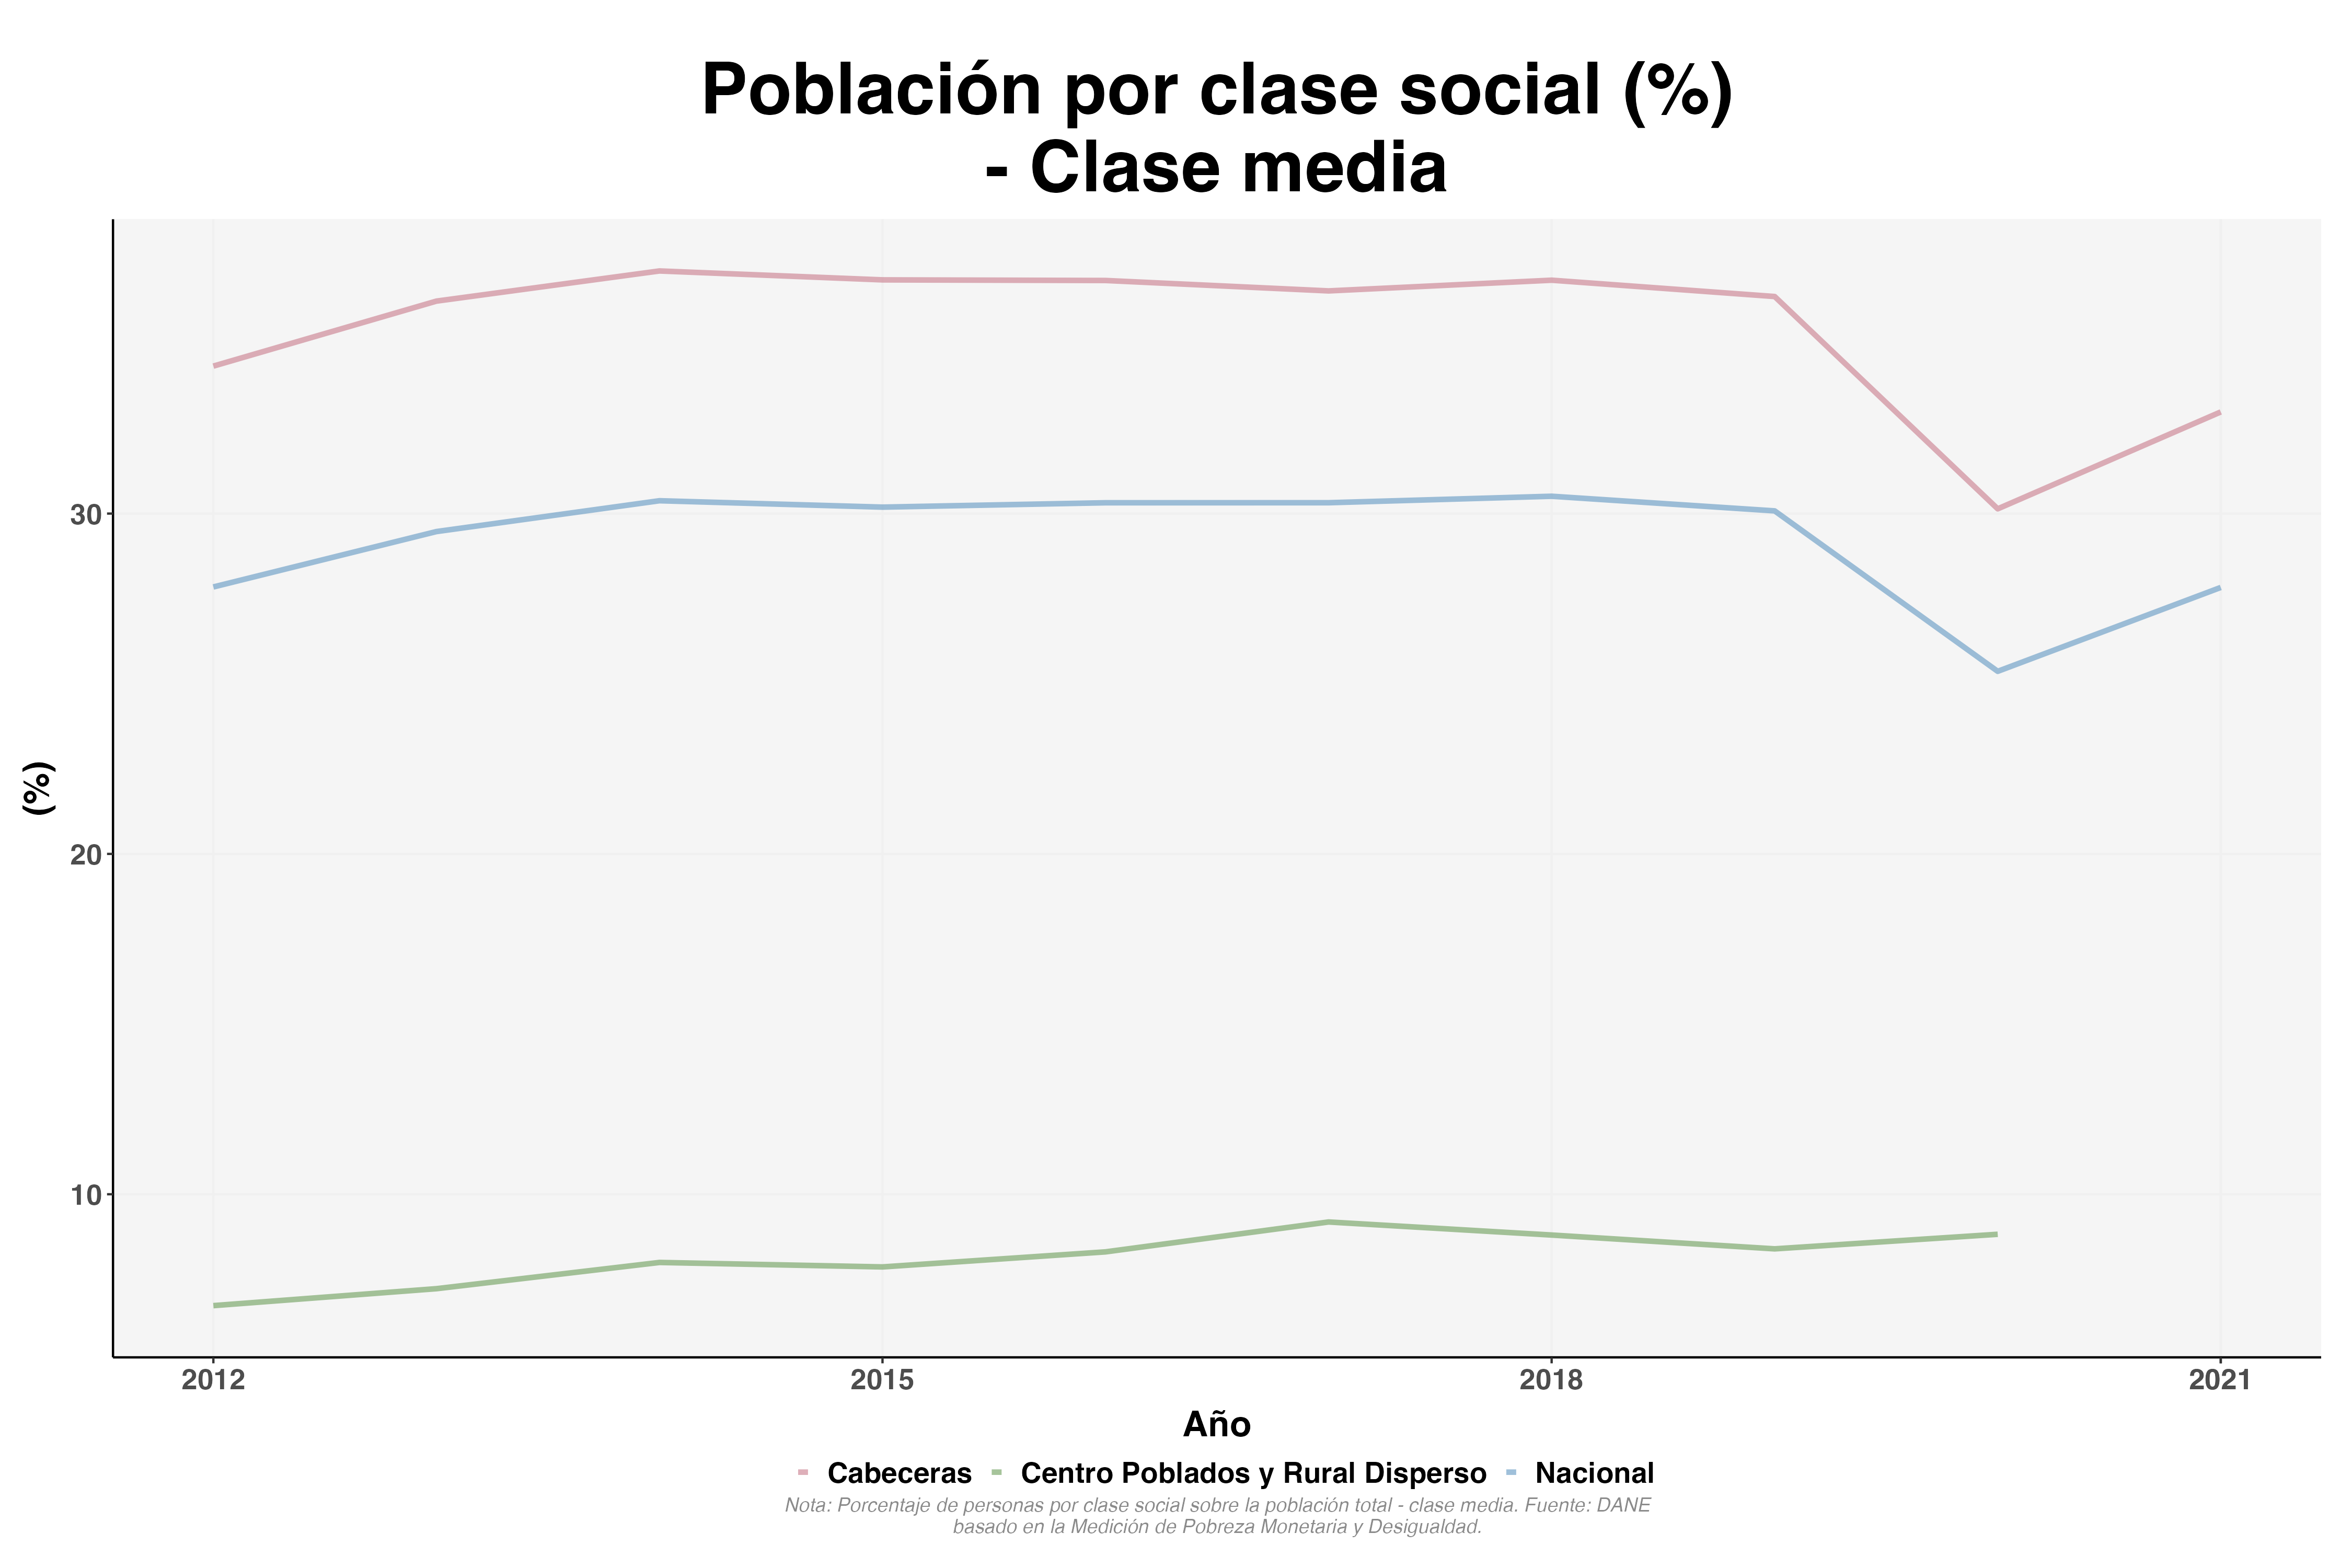 Población por clase social (%)
- Clase media
(%)
30
20
10
2012
2015
2018
2021
Año
Cabeceras
Centro Poblados y Rural Disperso
Nacional
Nota: Porcentaje de personas por clase social sobre la población total - clase media. Fuente: DANE
basado en la Medición de Pobreza Monetaria y Desigualdad.